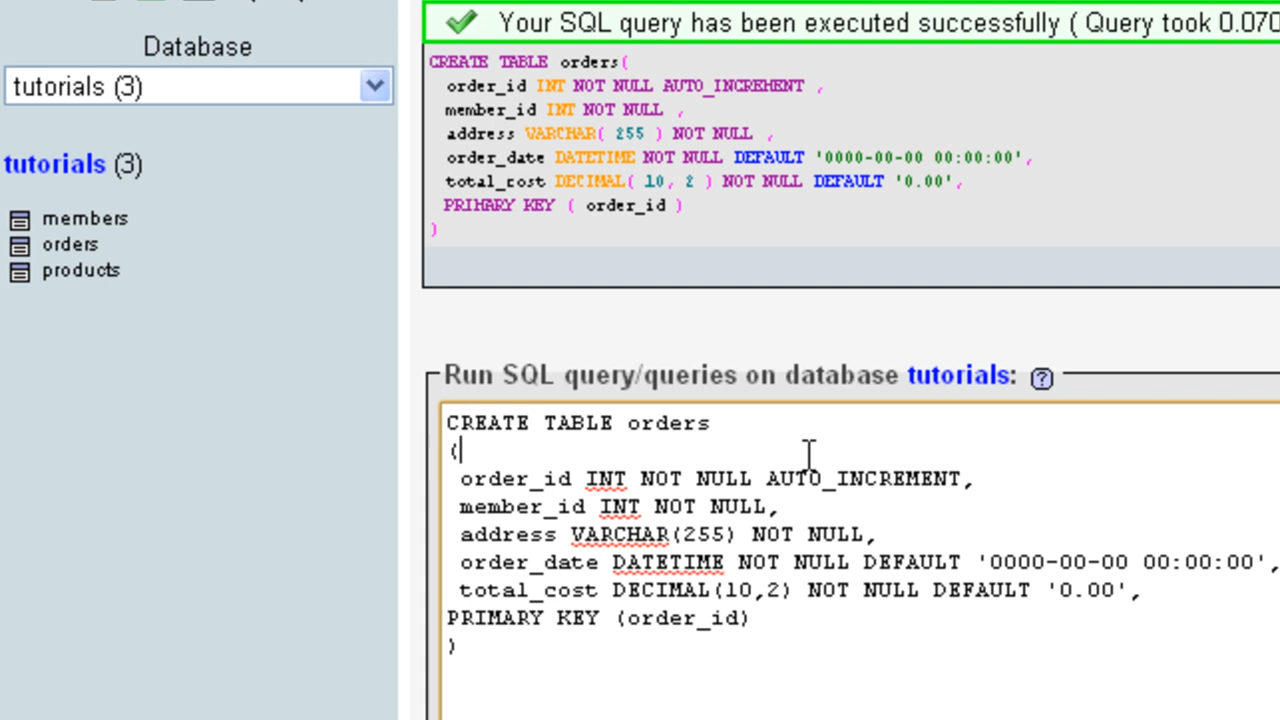 Database
tutorials (3)
tutorials (3)
members
orders
products
Your SQL query has been executed successfully ( Query took 0.070
CREATE TABLE orders(
order_id INT NOT NULL AUTO_INCREMENT ,
member_id INT NOT NULL ,
address VARCHAR( 255 ) NOT NULL ,
order_date DATETIME NOT NULL DEFAULT '0000-00-00 00:00:00',
total_cost DECIMAL( 10, 2 ) NOT NULL DEFAULT '0.00',
PRIMARY KEY ( order_id )
)
Run SQL query/queries on database tutorials: ?
CREATE TABLE orders
(
order_id INT NOT NULL AUTO_INCREMENT,
member_id INT NOT NULL,
address VARCHAR(255) NOT NULL,
order_date DATETIME NOT NULL DEFAULT '0000-00-00 00:00:00',
total_cost DECIMAL(10,2) NOT NULL DEFAULT '0.00',
PRIMARY KEY (order_id)
)